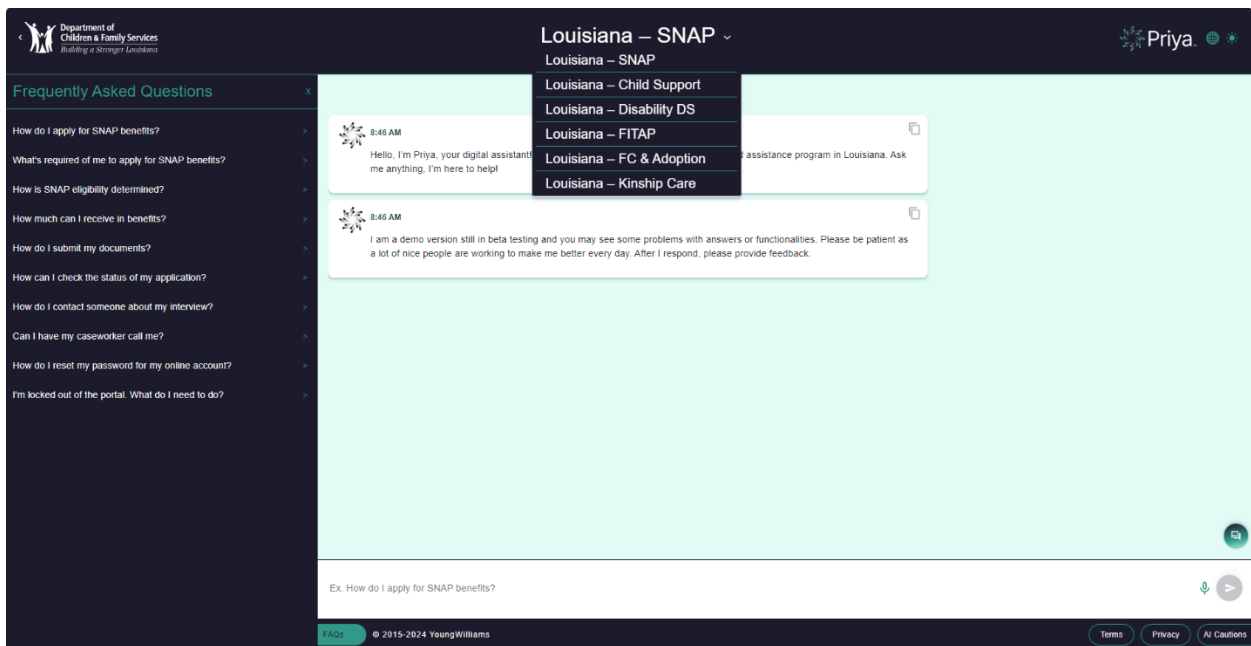 Department of
Children & Family Services
Building a Stronger Louisiana
Louisiana – SNAP
Priya.
Louisiana – SNAP
Louisiana – Child Support
Louisiana – Disability DS
Louisiana – FITAP
Louisiana – FC & Adoption
Louisiana – Kinship Care
Frequently Asked Questions X
How do I apply for SNAP benefits? >
What's required of me to apply for SNAP benefits? >
How is SNAP eligibility determined? >
How much can I receive in benefits? >
How do I submit my documents? >
How can I check the status of my application? >
How do I contact someone about my interview? >
Can I have my caseworker call me? >
How do I reset my password for my online account? >
I'm locked out of the portal. What do I need to do? >
8:46 AM
Hello, I'm Priya, your digital assistant! assistance program in Louisiana. Ask
me anything, I'm here to help!
8:46 AM
I am a demo version still in beta testing and you may see some problems with answers or functionalities. Please be patient as
a lot of nice people are working to make me better every day. After I respond, please provide feedback.
Ex. How do I apply for SNAP benefits?
FAQs © 2015-2024 YoungWilliams Terms Privacy AI Cautions